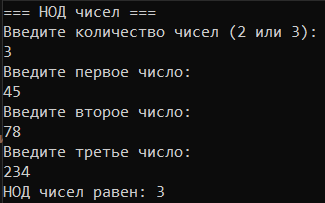 === НОД чисел ===
Введите количество чисел (2 или 3):
3
Введите первое число:
45
Введите второе число:
78
Введите третье число:
234
НОД чисел равен: 3